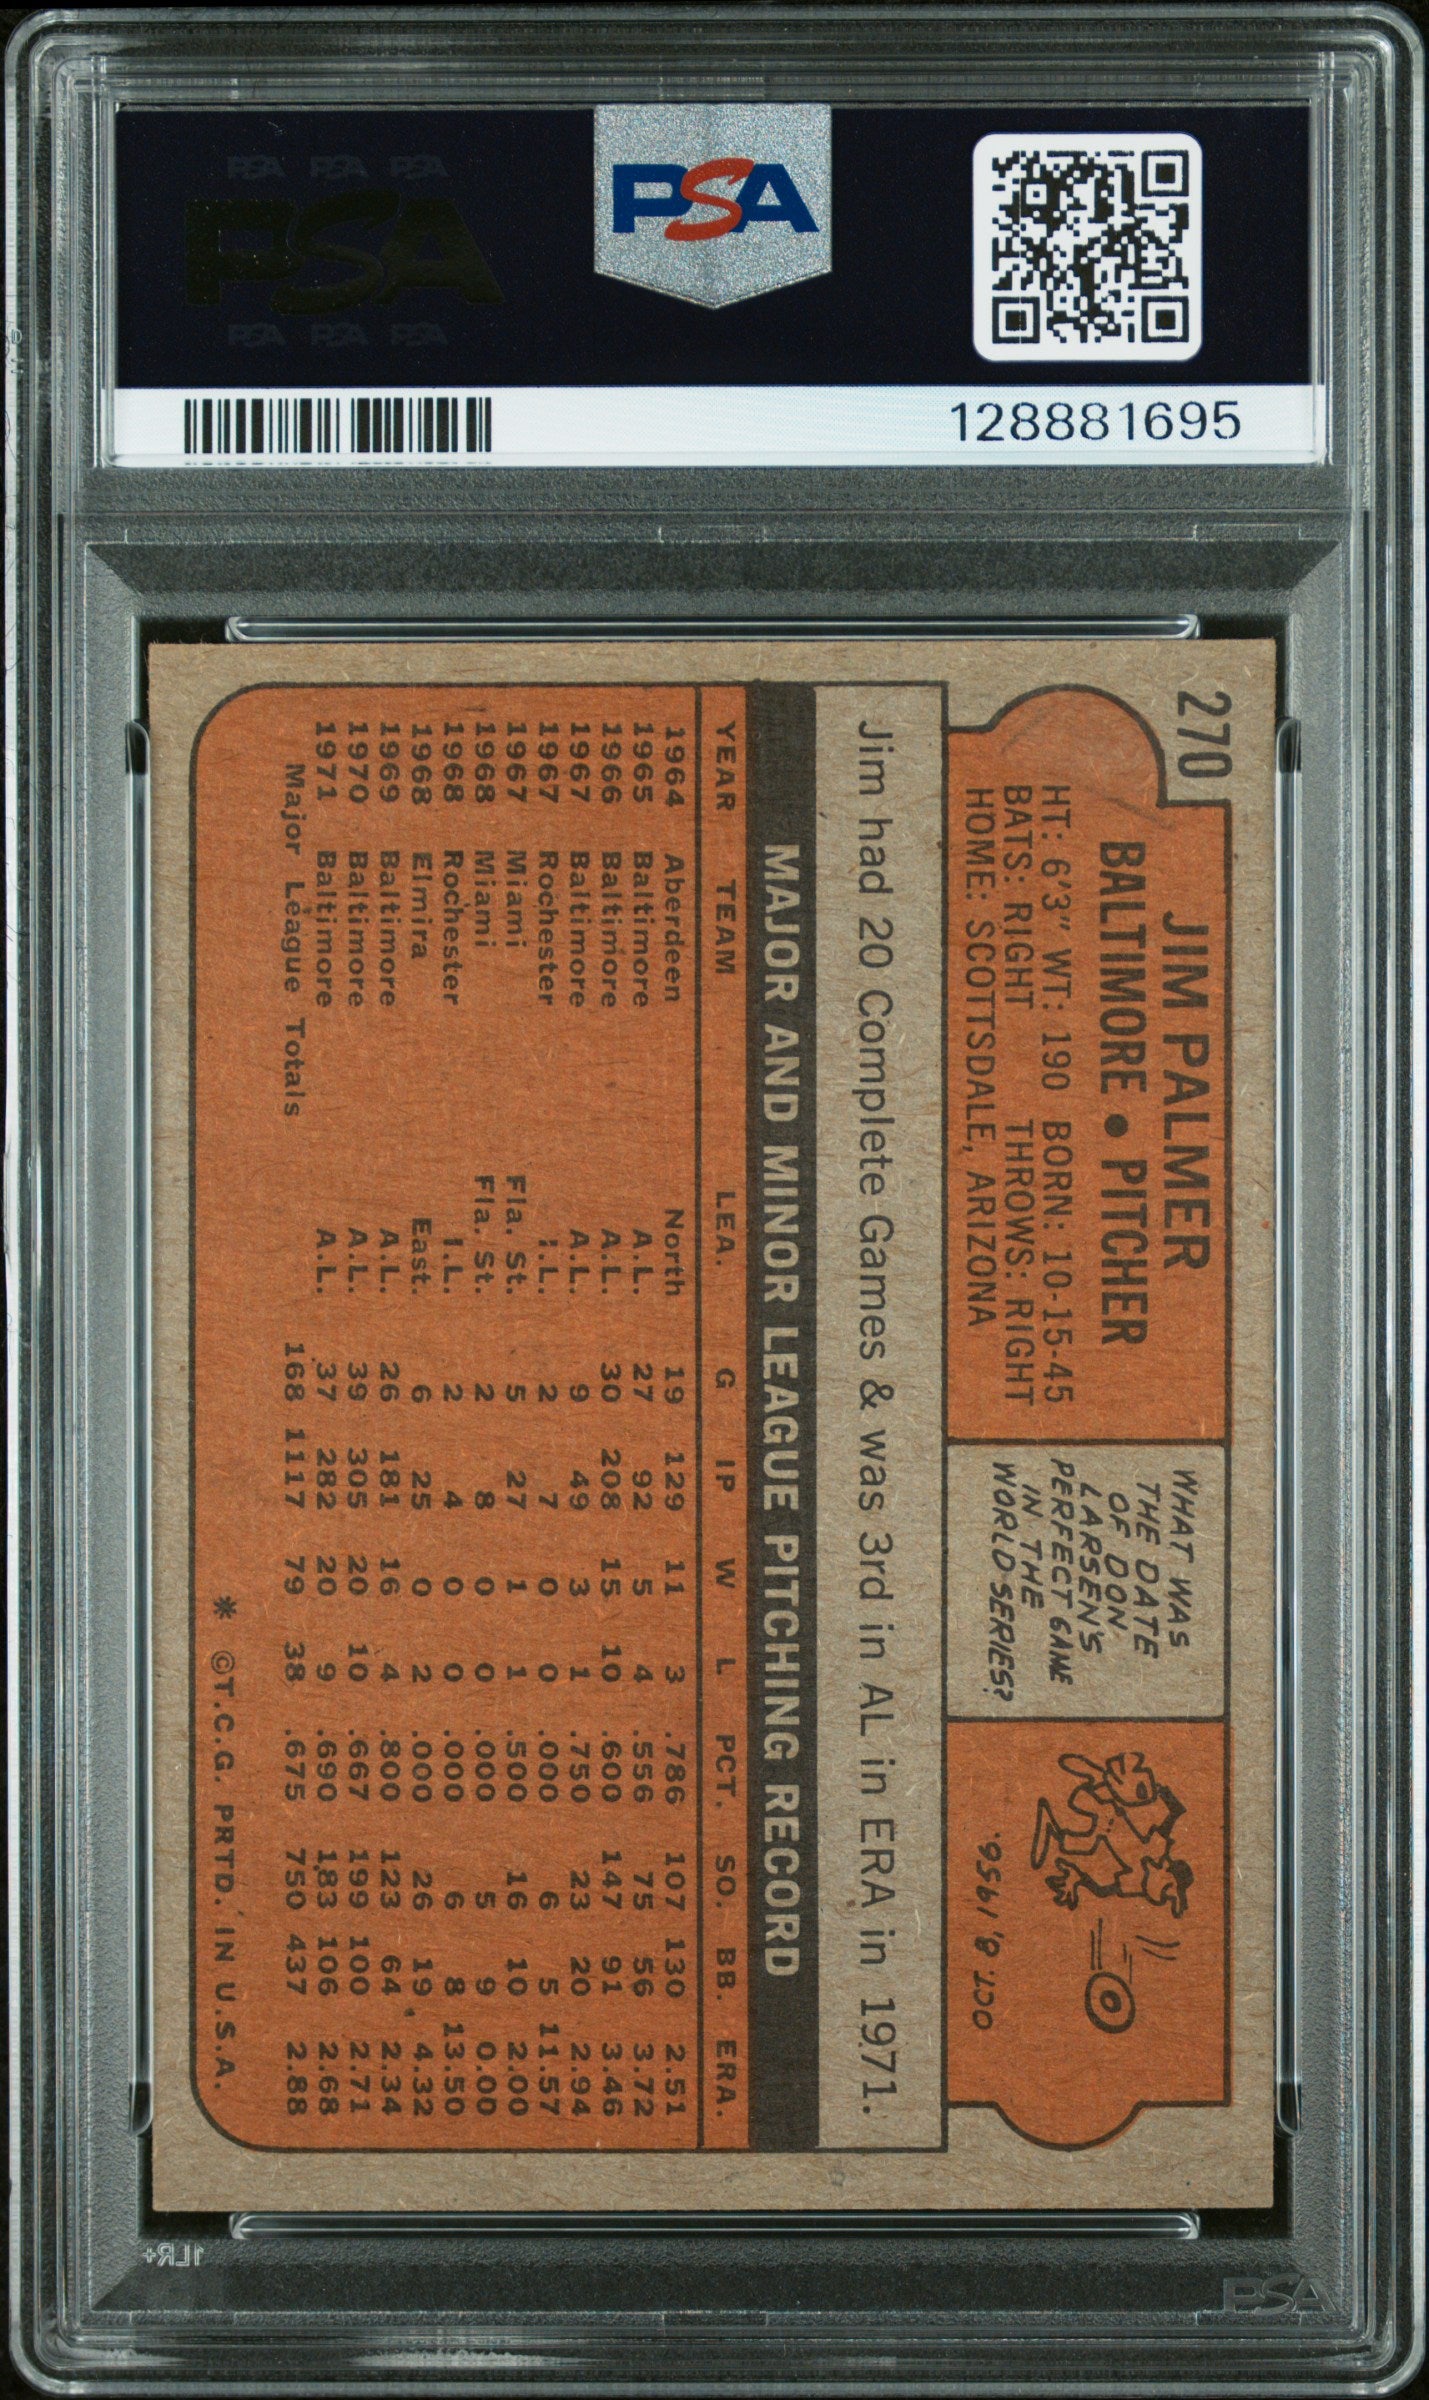 PSA PSA PSA
PSA
PSA PSA PSA
PSA
128881695
270
JIM PALMER
BALTIMORE • PITCHER
HT: 6'3" WT: 190 BORN: 10-15-45
BATS: RIGHT THROWS: RIGHT
HOME: SCOTTSDALE, ARIZONA
WHAT WAS
THE DATE
OF DON
LARSEN'S
PERFECT GAME
IN THE
WORLD SERIES?
OCT. 8, 1956.
Jim had 20 Complete Games & was 3rd in AL in ERA in 1971.
MAJOR AND MINOR LEAGUE PITCHING RECORD
YEAR TEAM LEA. G IP W L PCT. SO. BB. ERA.
1964 Aberdeen North 19 129 11 3 .786 107 130 2.51
1965 Baltimore A.L. 27 92 5 4 .556 75 56 3.72
1966 Baltimore A.L. 30 208 15 10 .600 147 91 3.46
1967 Baltimore A.L. 9 49 3 1 .750 23 20 2.94
1967 Rochester I.L. 2 7 0 0 .000 6 5 11.57
1967 Miami Fla. St. 5 27 1 1 .500 16 10 2.00
1968 Miami Fla. St. 2 8 0 0 .000 5 9 0.00
1968 Rochester I.L. 2 4 0 0 .000 6 8 13.50
1968 Elmira East. 6 25 0 2 .000 26 19 4.32
1969 Baltimore A.L. 26 181 16 4 .800 123 64 2.34
1970 Baltimore A.L. 39 305 20 10 .667 199 100 2.71
1971 Baltimore A.L. 37 282 20 9 .690 183 106 2.68
Major League Totals 168 1117 79 38 .675 750 437 2.88
* ©T.C.G. PRTD. IN U.S.A.
1LR+
PSA